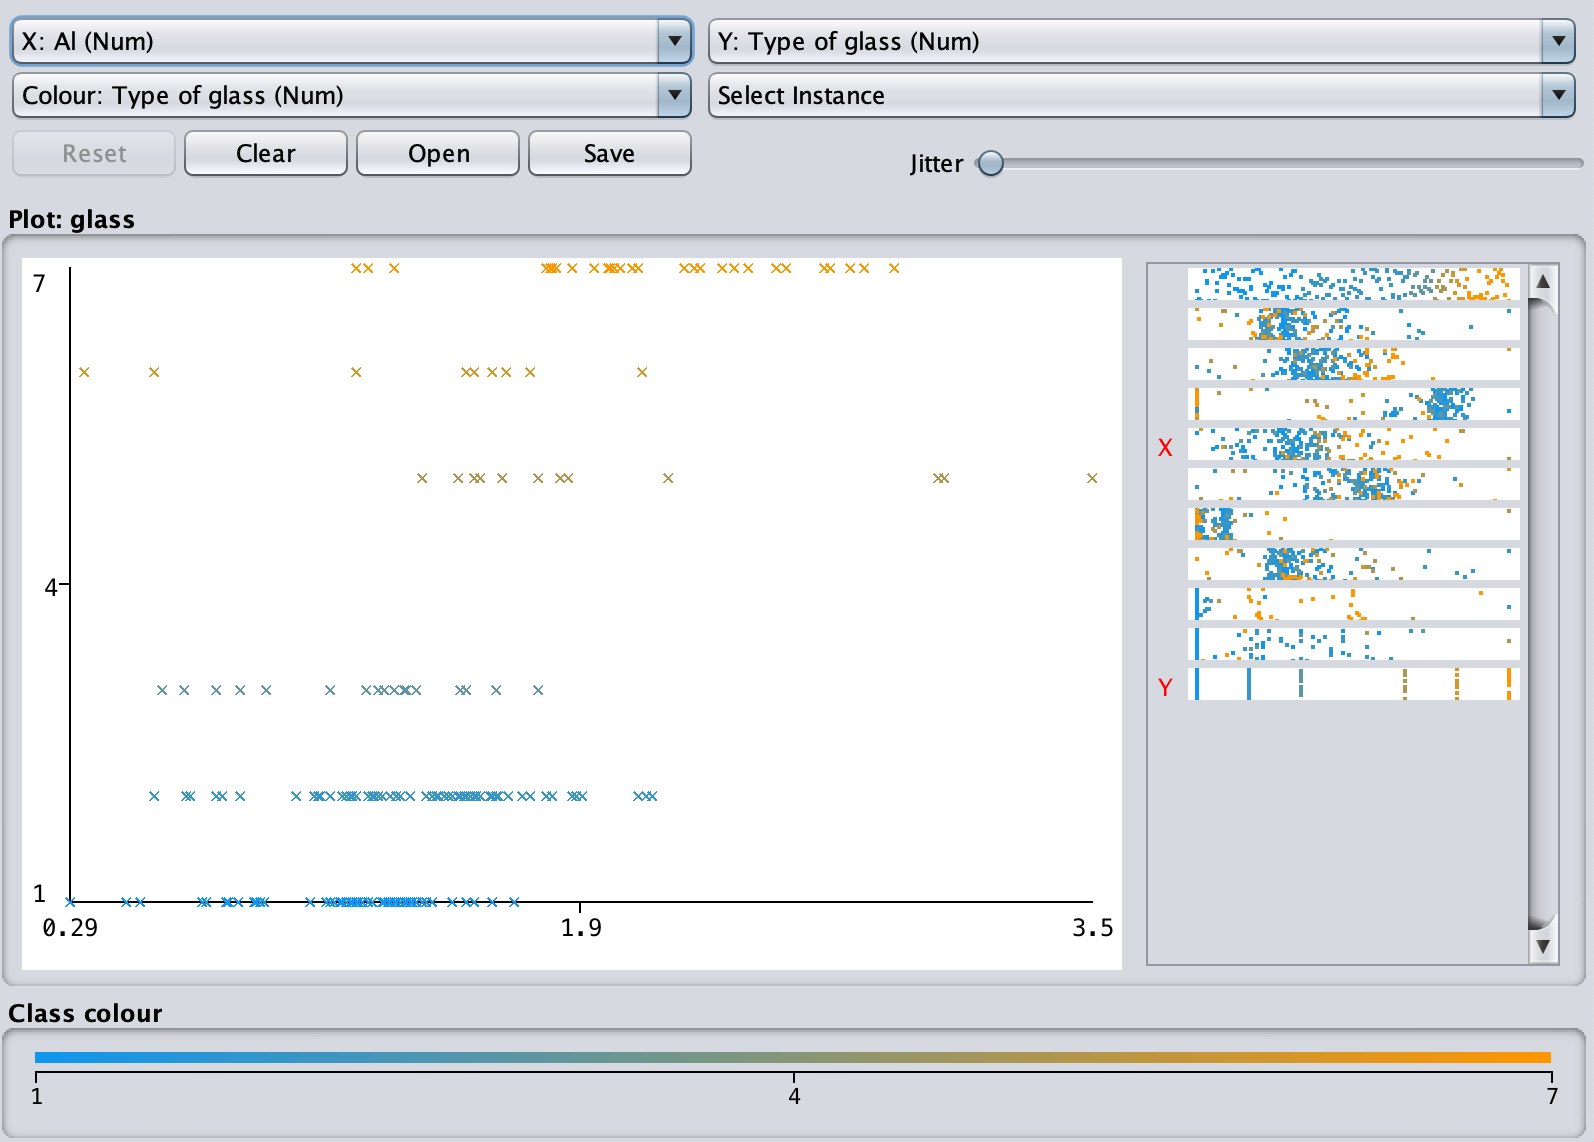 X: Al (Num)
Y: Type of glass (Num)
Colour: Type of glass (Num)
Select Instance
Reset
Clear
Open
Save
Jitter
Plot: glass
7
4
1
0.29
1.9
3.5
X
Y
Class colour
1
4
7